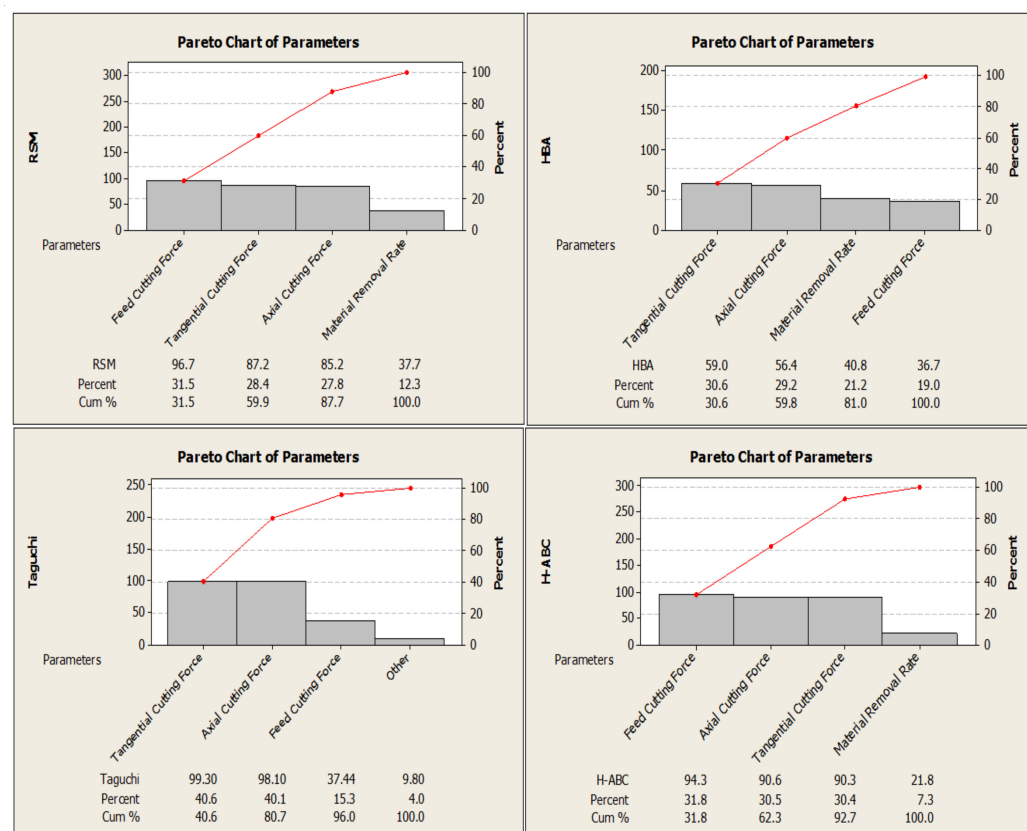 Pareto Chart of Parameters
RSM
300
250
200
150
100
50
0
100
80
60
40
20
0
Percent
Parameters
Feed Cutting Force
Tangential Cutting Force
Axial Cutting Force
Material Removal Rate
RSM 96.7 87.2 85.2 37.7
Percent 31.5 28.4 27.8 12.3
Cum % 31.5 59.9 87.7 100.0
Pareto Chart of Parameters
HBA
200
150
100
50
0
100
80
60
40
20
0
Percent
Parameters
Tangential Cutting Force
Axial Cutting Force
Material Removal Rate
Feed Cutting Force
HBA 59.0 56.4 40.8 36.7
Percent 30.6 29.2 21.2 19.0
Cum % 30.6 59.8 81.0 100.0
Pareto Chart of Parameters
Taguchi
250
200
150
100
50
0
100
80
60
40
20
0
Percent
Parameters
Tangential Cutting Force
Axial Cutting Force
Feed Cutting Force
Other
Taguchi 99.30 98.10 37.44 9.80
Percent 40.6 40.1 15.3 4.0
Cum % 40.6 80.7 96.0 100.0
Pareto Chart of Parameters
H-ABC
300
250
200
150
100
50
0
100
80
60
40
20
0
Percent
Parameters
Feed Cutting Force
Axial Cutting Force
Tangential Cutting Force
Material Removal Rate
H-ABC 94.3 90.6 90.3 21.8
Percent 31.8 30.5 30.4 7.3
Cum % 31.8 62.3 92.7 100.0